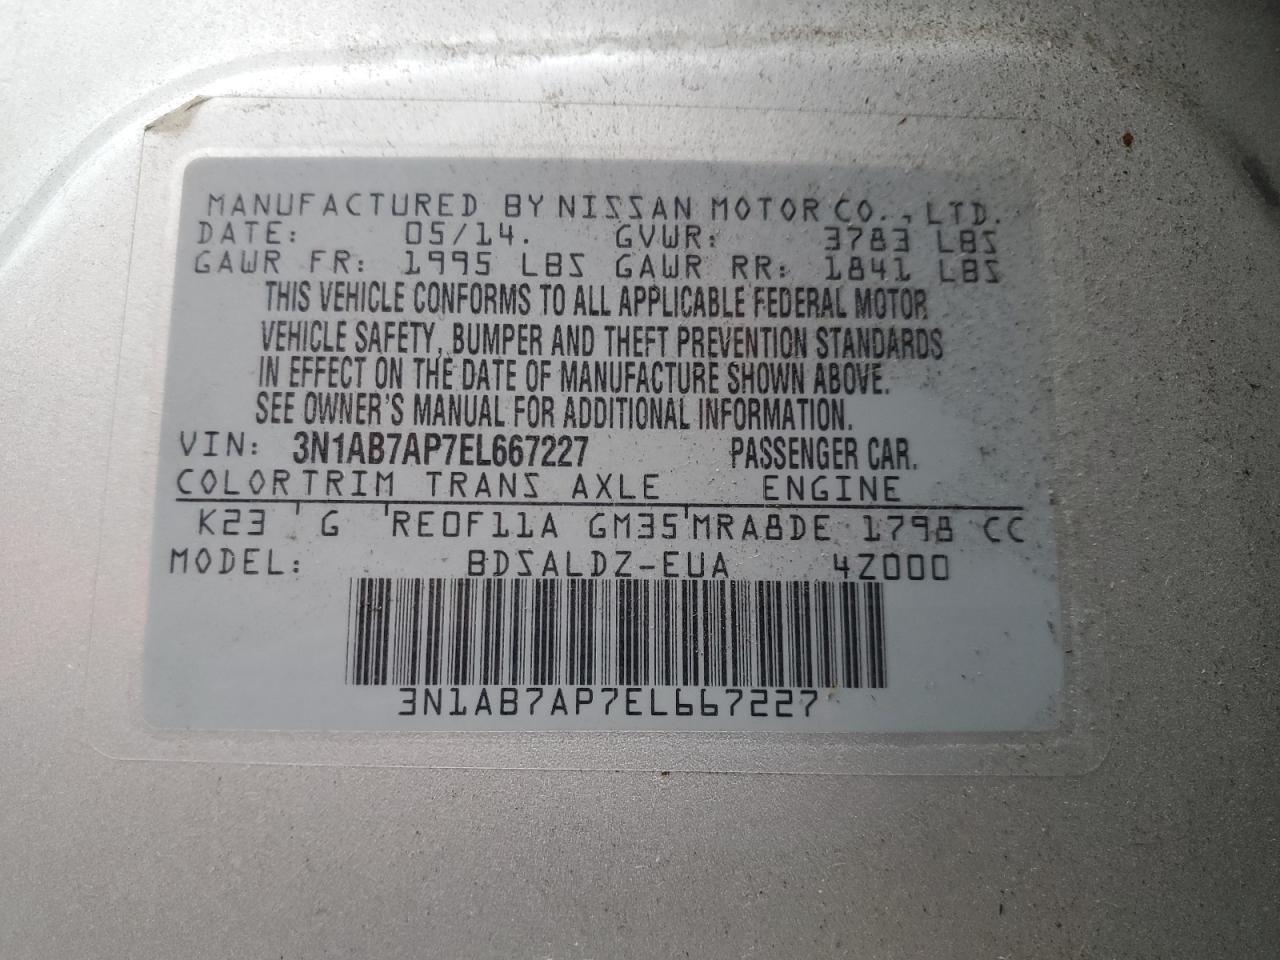 MANUFACTURED BY NISSAN MOTOR CO., LTD.
DATE: 05/14. GVWR: 3783 LBS
GAWR FR: 1995 LBS GAWR RR: 1841 LBS
THIS VEHICLE CONFORMS TO ALL APPLICABLE FEDERAL MOTOR
VEHICLE SAFETY, BUMPER AND THEFT PREVENTION STANDARDS
IN EFFECT ON THE DATE OF MANUFACTURE SHOWN ABOVE.
SEE OWNER'S MANUAL FOR ADDITIONAL INFORMATION.
VIN: 3N1AB7AP7EL667227 PASSENGER CAR.
COLOR TRIM TRANS AXLE ENGINE
K23 G RE0F11A GM35 MRA8DE 1798 CC
MODEL: BDSALDZ-EUA 4Z000
3N1AB7AP7EL667227